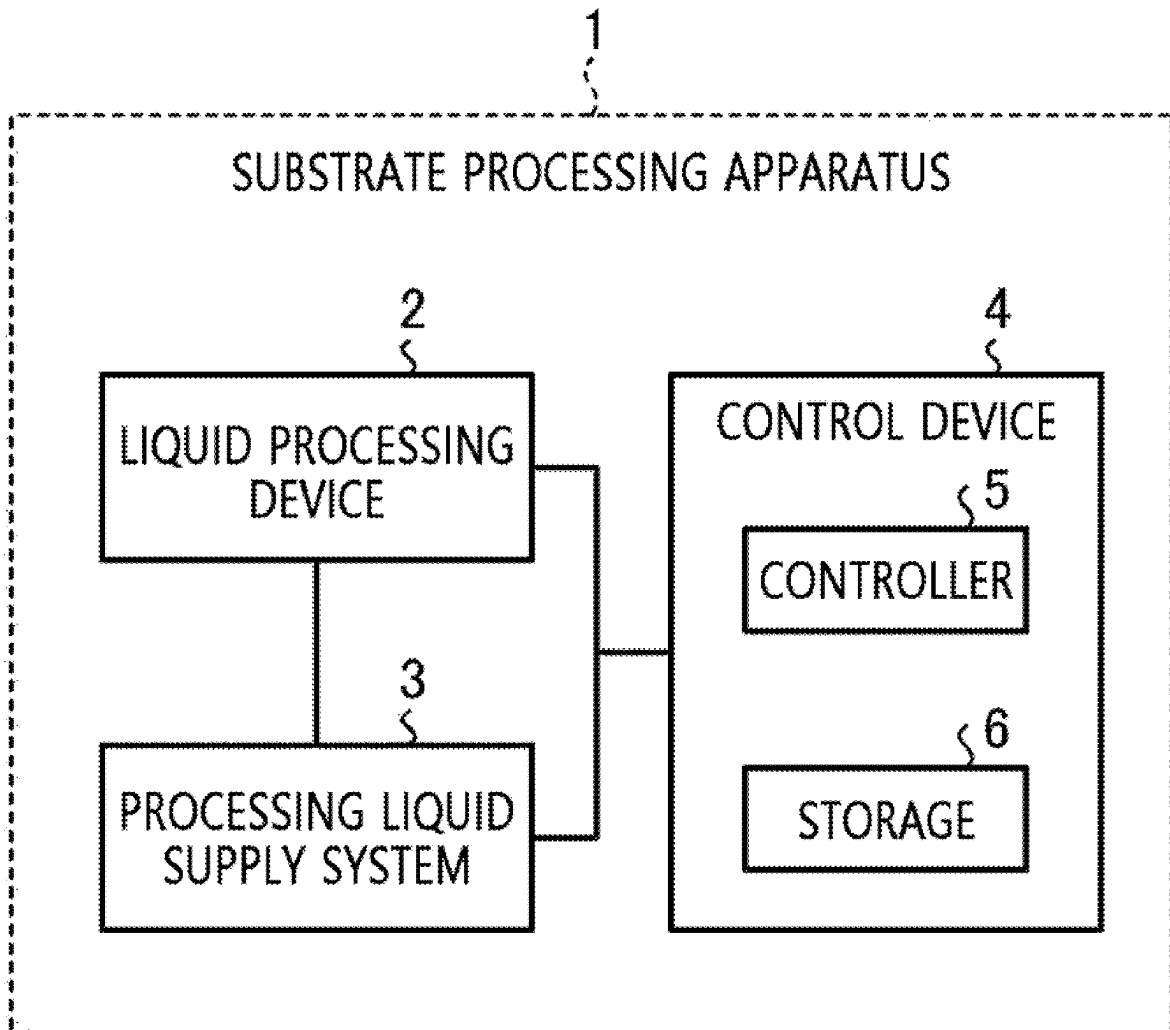 1
SUBSTRATE PROCESSING APPARATUS
2
LIQUID PROCESSING
DEVICE
3
PROCESSING LIQUID
SUPPLY SYSTEM
4
CONTROL DEVICE
5
CONTROLLER
6
STORAGE